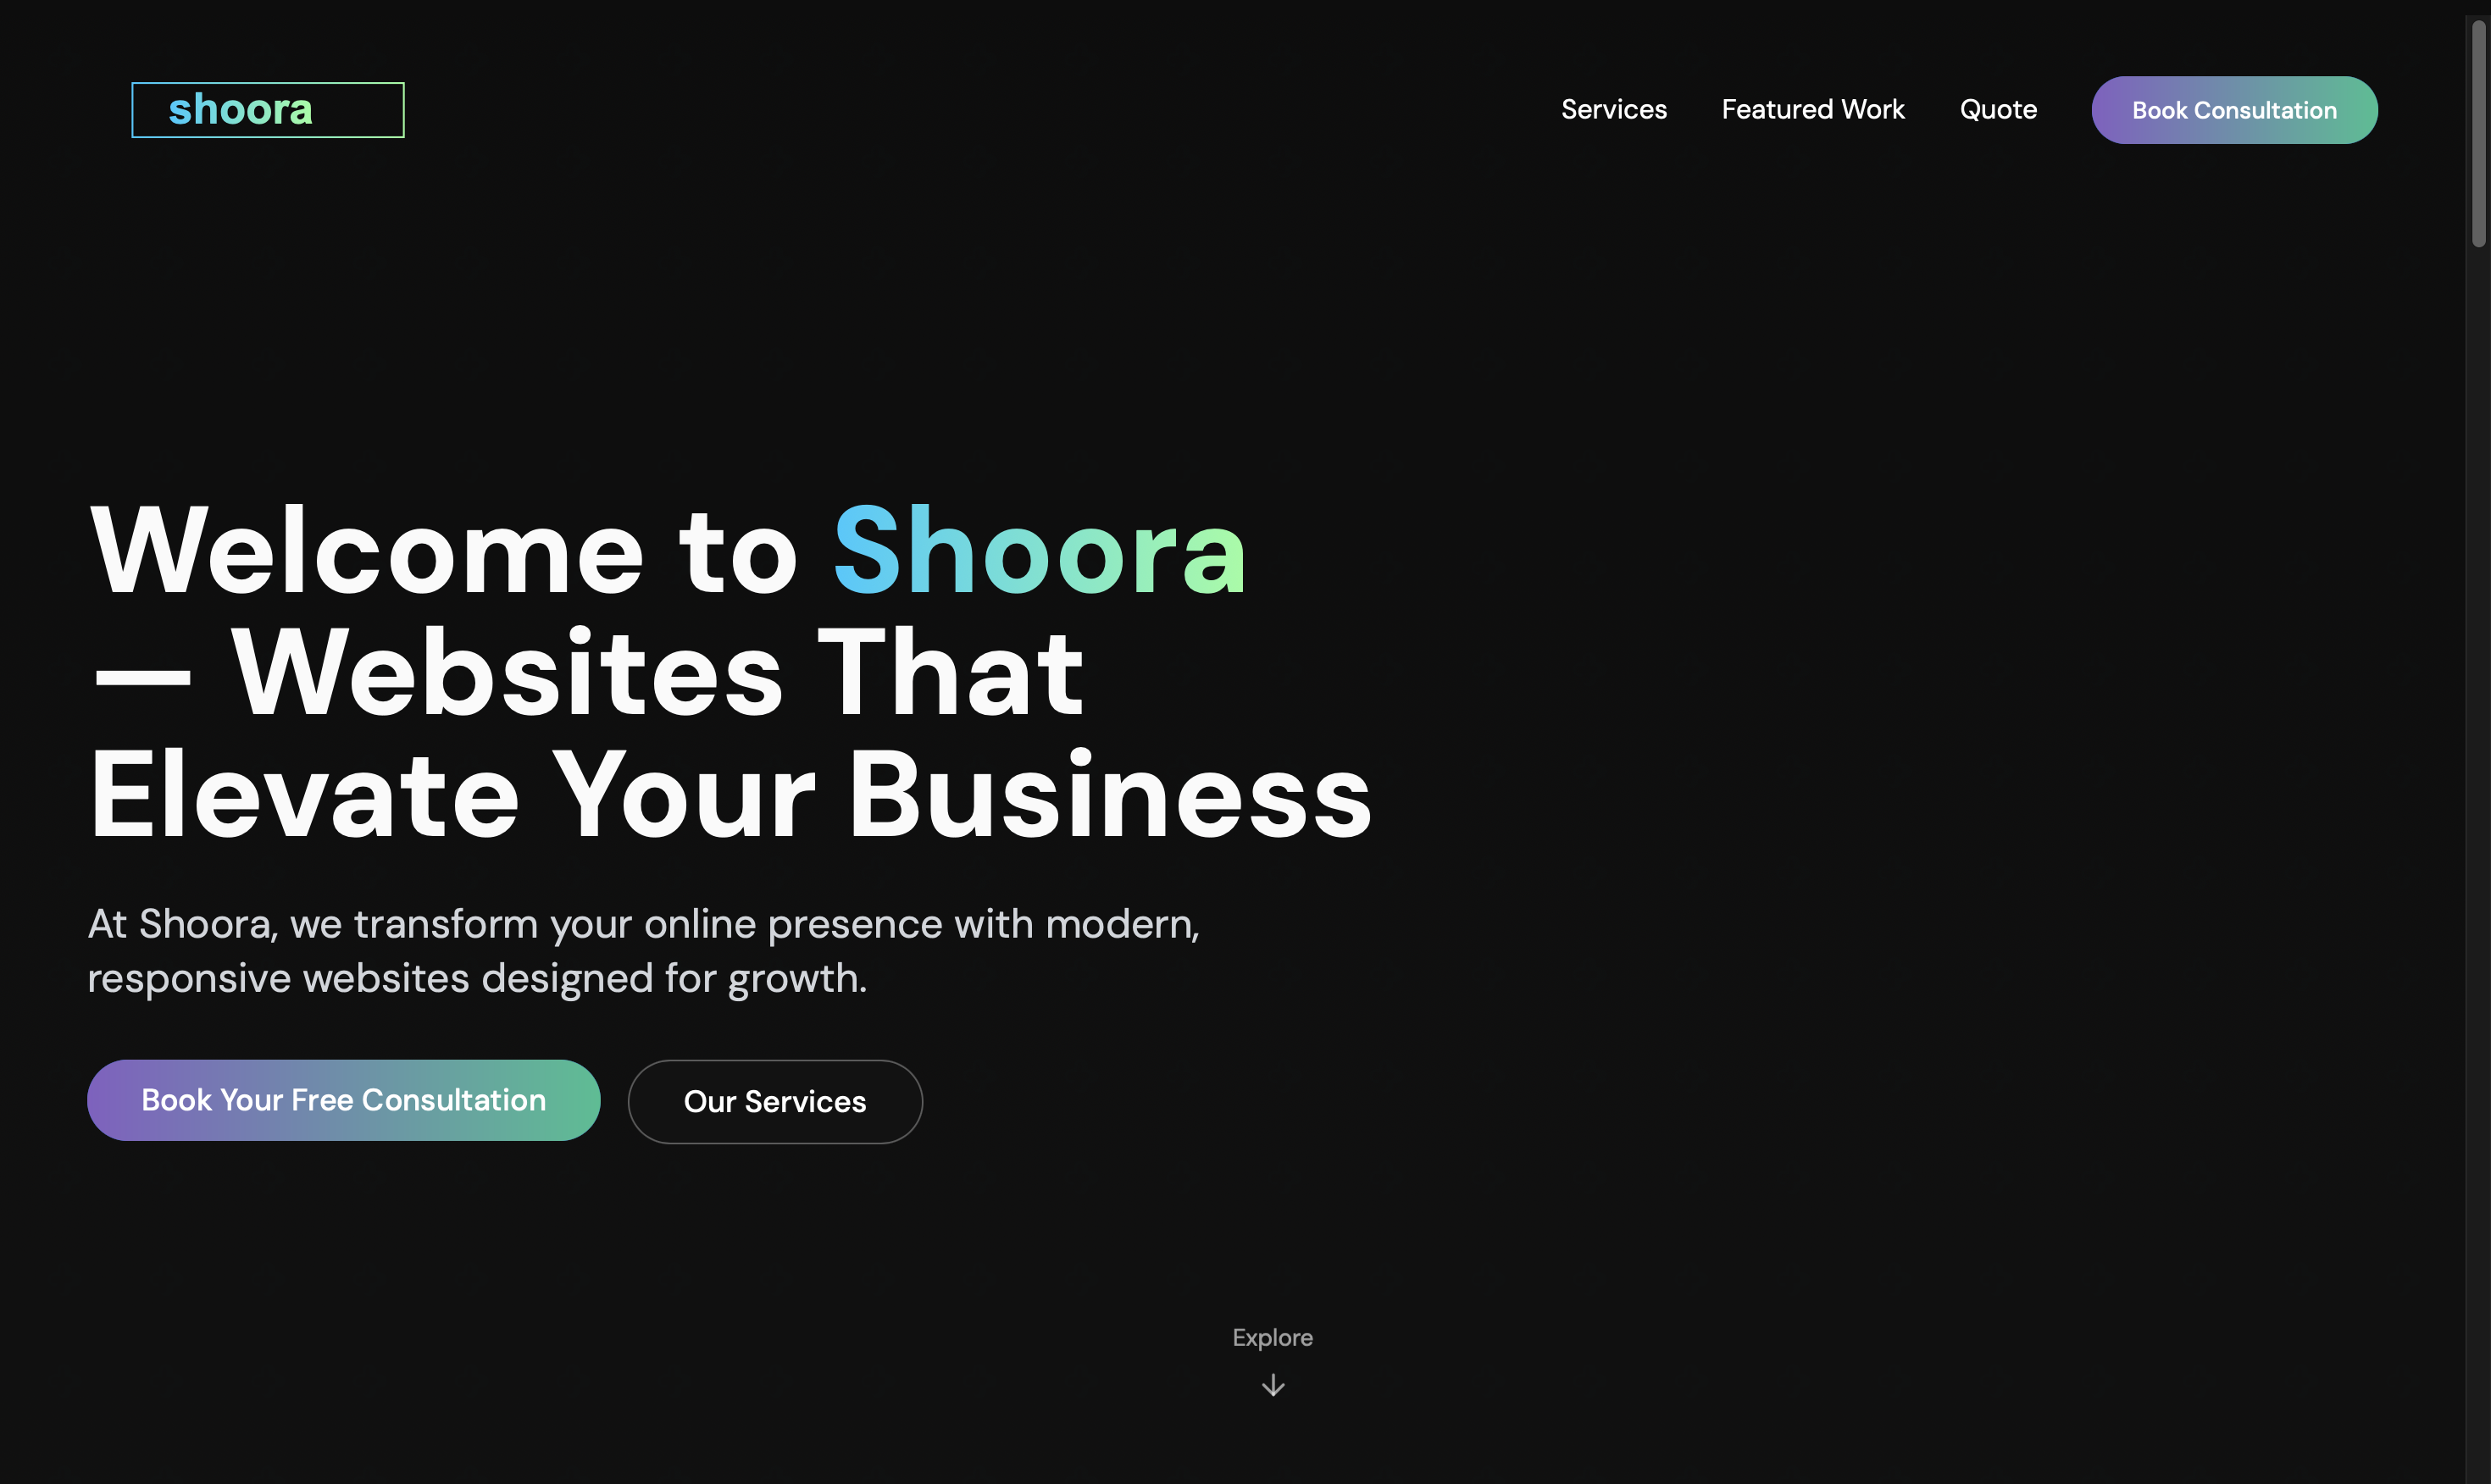 shoora
Services
Featured Work
Quote
Book Consultation
Welcome to Shoora
— Websites That
Elevate Your Business
At Shoora, we transform your online presence with modern,
responsive websites designed for growth.
Book Your Free Consultation
Our Services
Explore